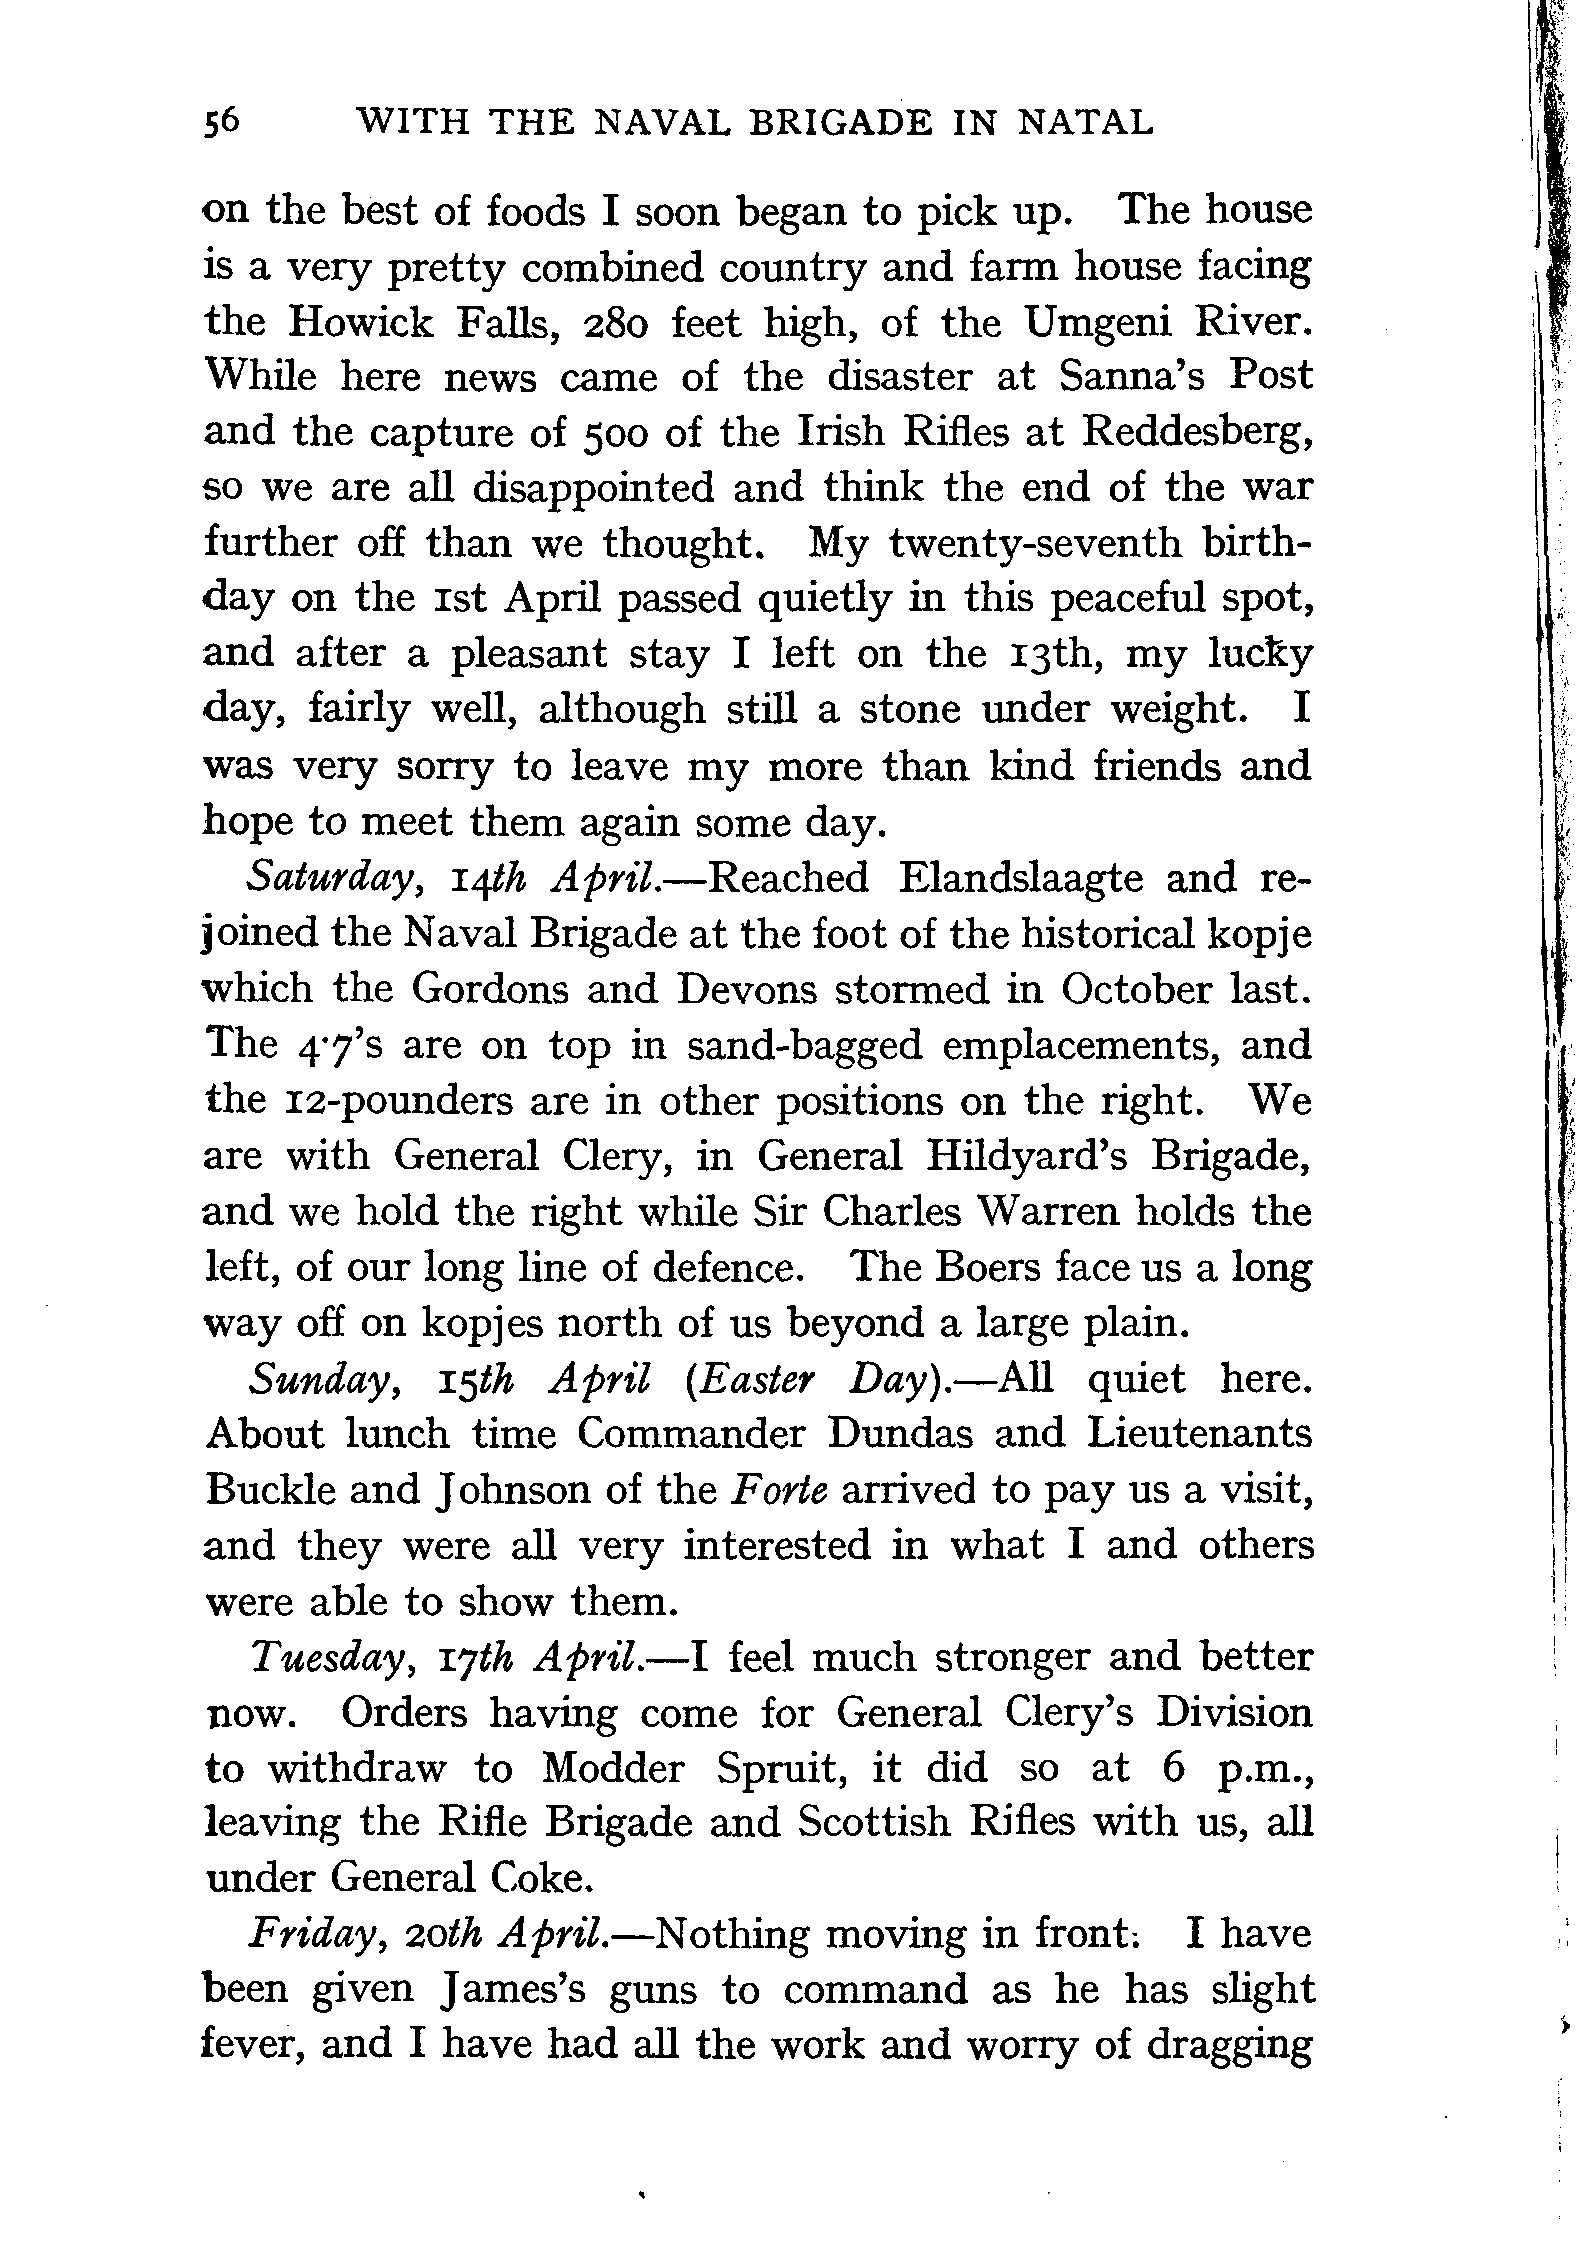 56 WITH THE NAVAL BRIGADE IN NATAL
on the best of foods I soon began to pick up. The house
is a very pretty combined country and farm house facing
the Howick Falls, 280 feet high, of the Umgeni River.
While here news came of the disaster at Sanna's Post
and the capture of 500 of the Irish Rifles at Reddesberg,
so we are all disappointed and think the end of the war
further off than we thought. My twenty-seventh birth-
day on the 1st April passed quietly in this peaceful spot,
and after a pleasant stay I left on the 13th, my lucky
day, fairly well, although still a stone under weight. I
was very sorry to leave my more than kind friends and
hope to meet them again some day.
Saturday, 14th April.—Reached Elandslaagte and re-
joined the Naval Brigade at the foot of the historical kopje
which the Gordons and Devons stormed in October last.
The 4·7's are on top in sand-bagged emplacements, and
the 12-pounders are in other positions on the right. We
are with General Clery, in General Hildyard's Brigade,
and we hold the right while Sir Charles Warren holds the
left, of our long line of defence. The Boers face us a long
way off on kopjes north of us beyond a large plain.
Sunday, 15th April (Easter Day).—All quiet here.
About lunch time Commander Dundas and Lieutenants
Buckle and Johnson of the Forte arrived to pay us a visit,
and they were all very interested in what I and others
were able to show them.
Tuesday, 17th April.—I feel much stronger and better
now. Orders having come for General Clery's Division
to withdraw to Modder Spruit, it did so at 6 p.m.,
leaving the Rifle Brigade and Scottish Rifles with us, all
under General Coke.
Friday, 20th April.—Nothing moving in front. I have
been given James's guns to command as he has slight
fever, and I have had all the work and worry of dragging